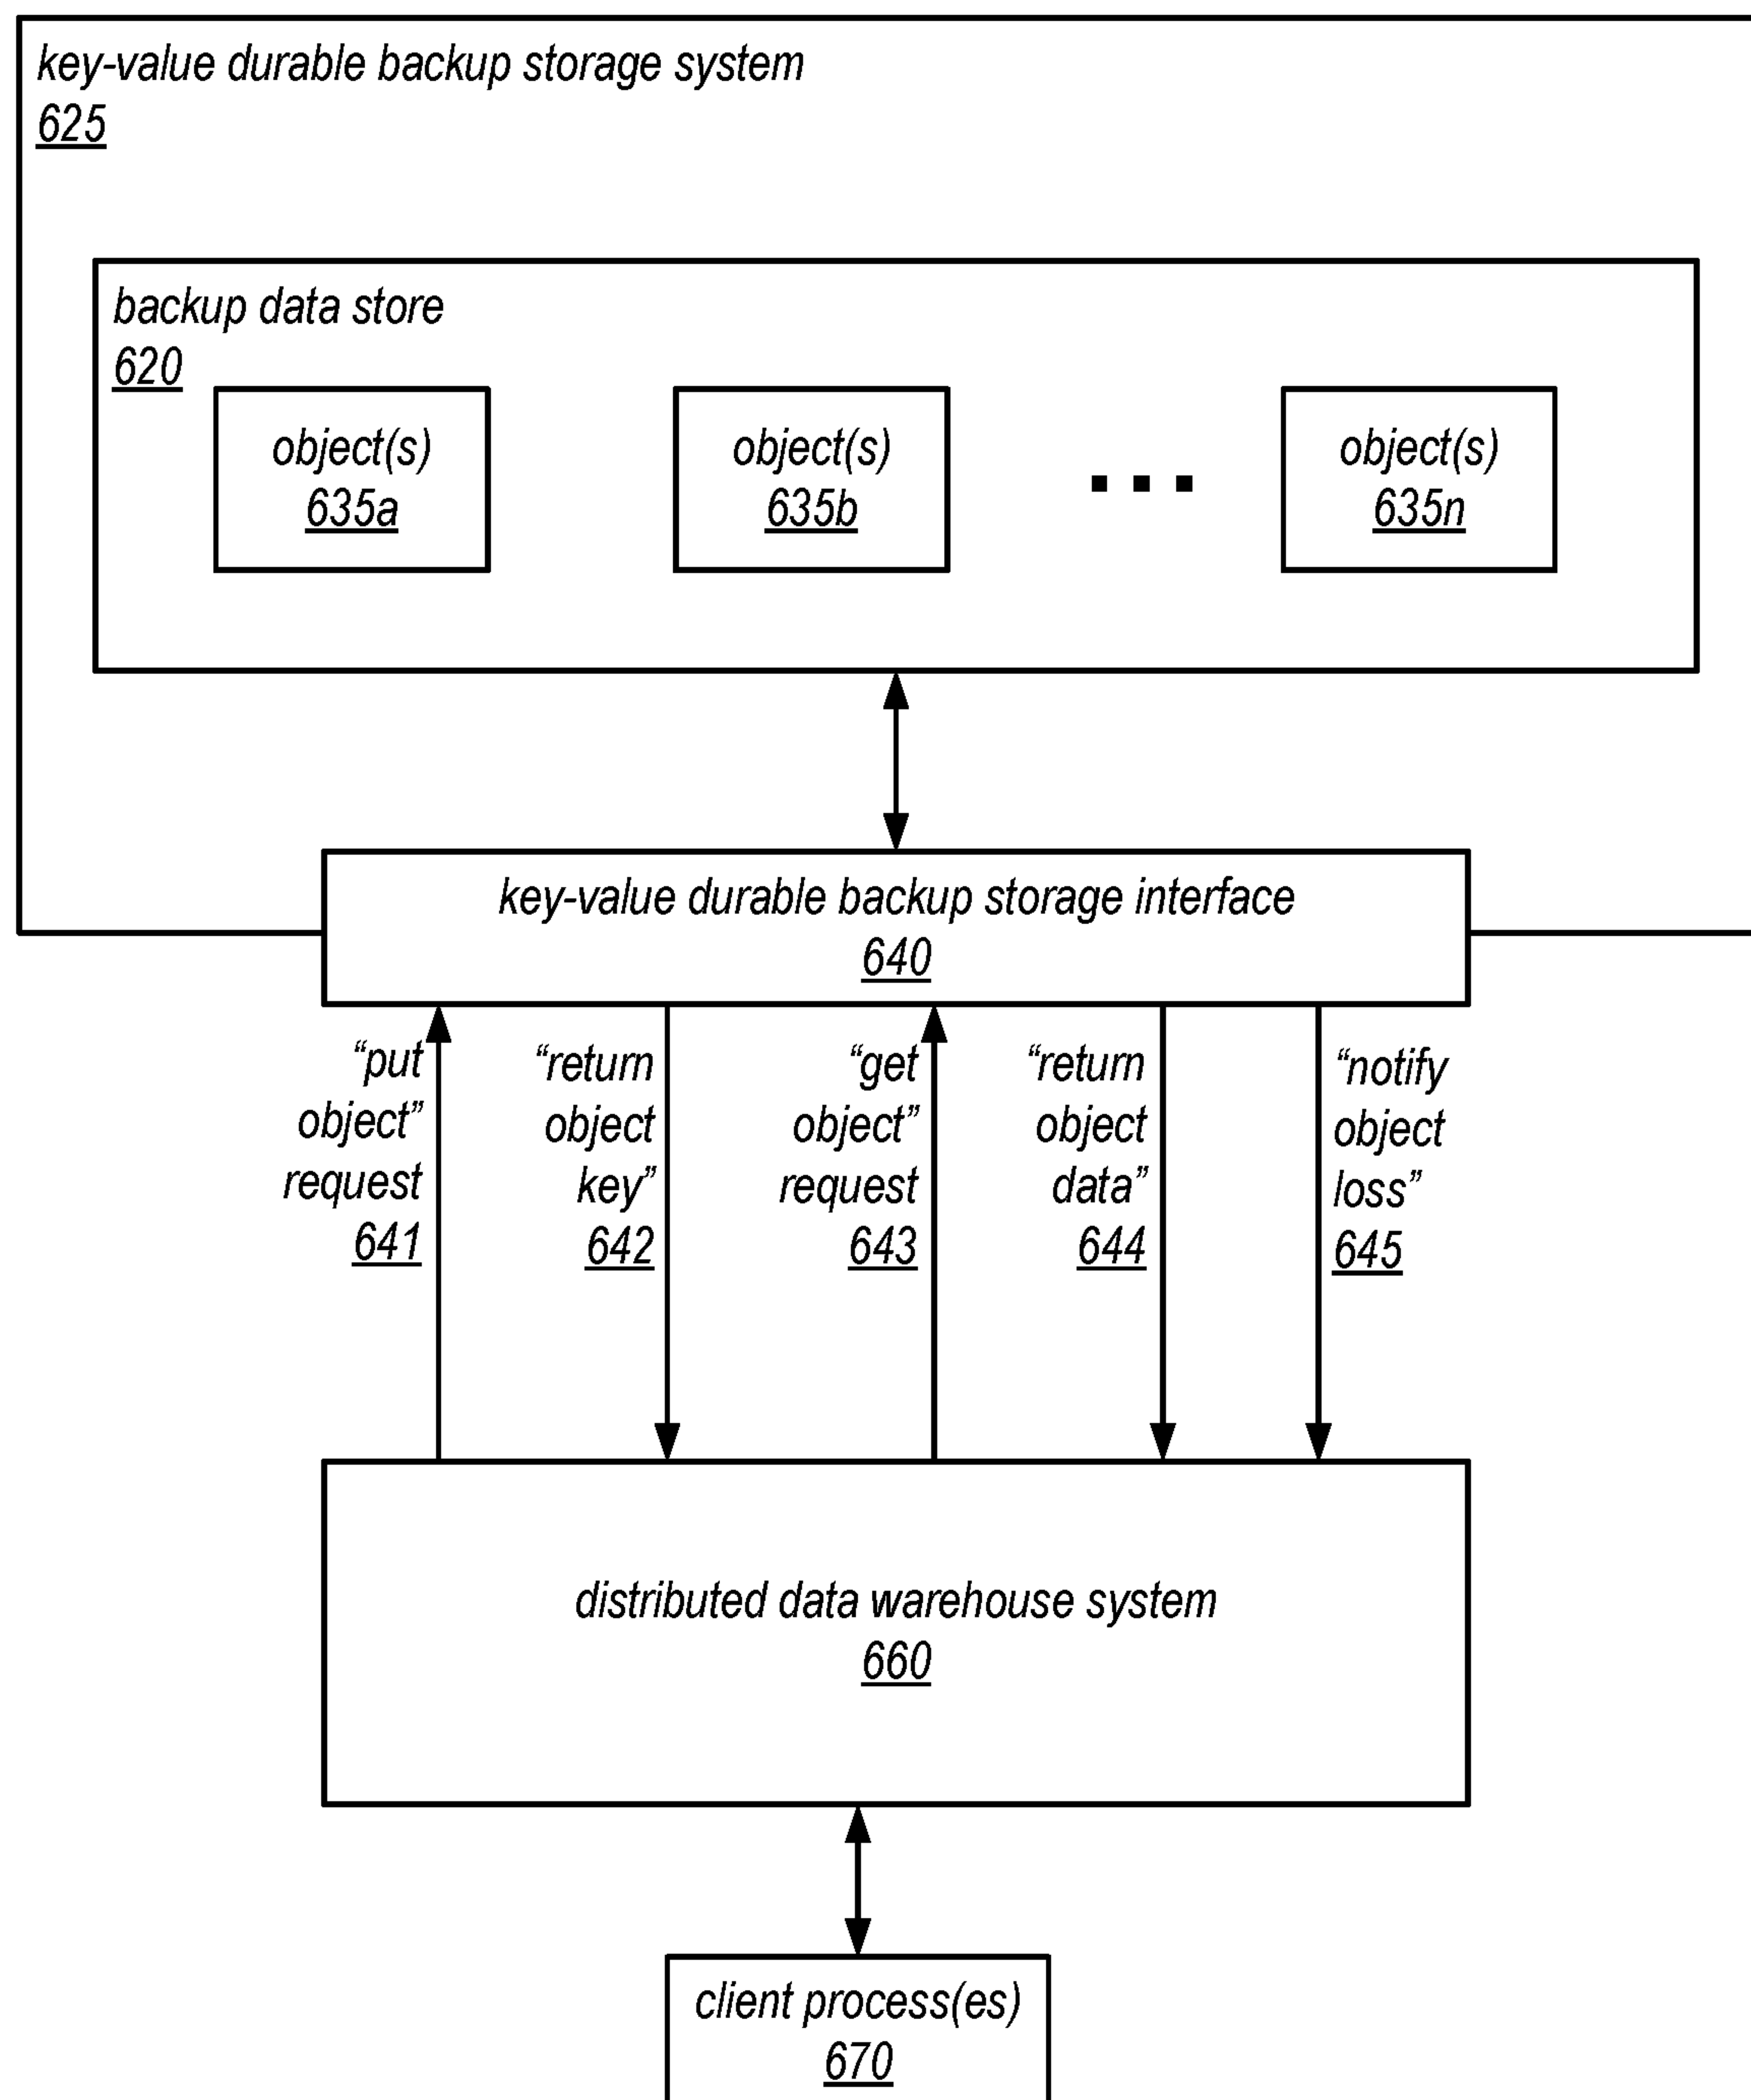 key-value durable backup storage system
625
backup data store
620
object(s)
635a
object(s)
635b
object(s)
635n
key-value durable backup storage interface
640
“put
object”
request
641
“return
object
key”
642
“get
object”
request
643
“return
object
data”
644
“notify
object
loss”
645
distributed data warehouse system
660
client process(es)
670